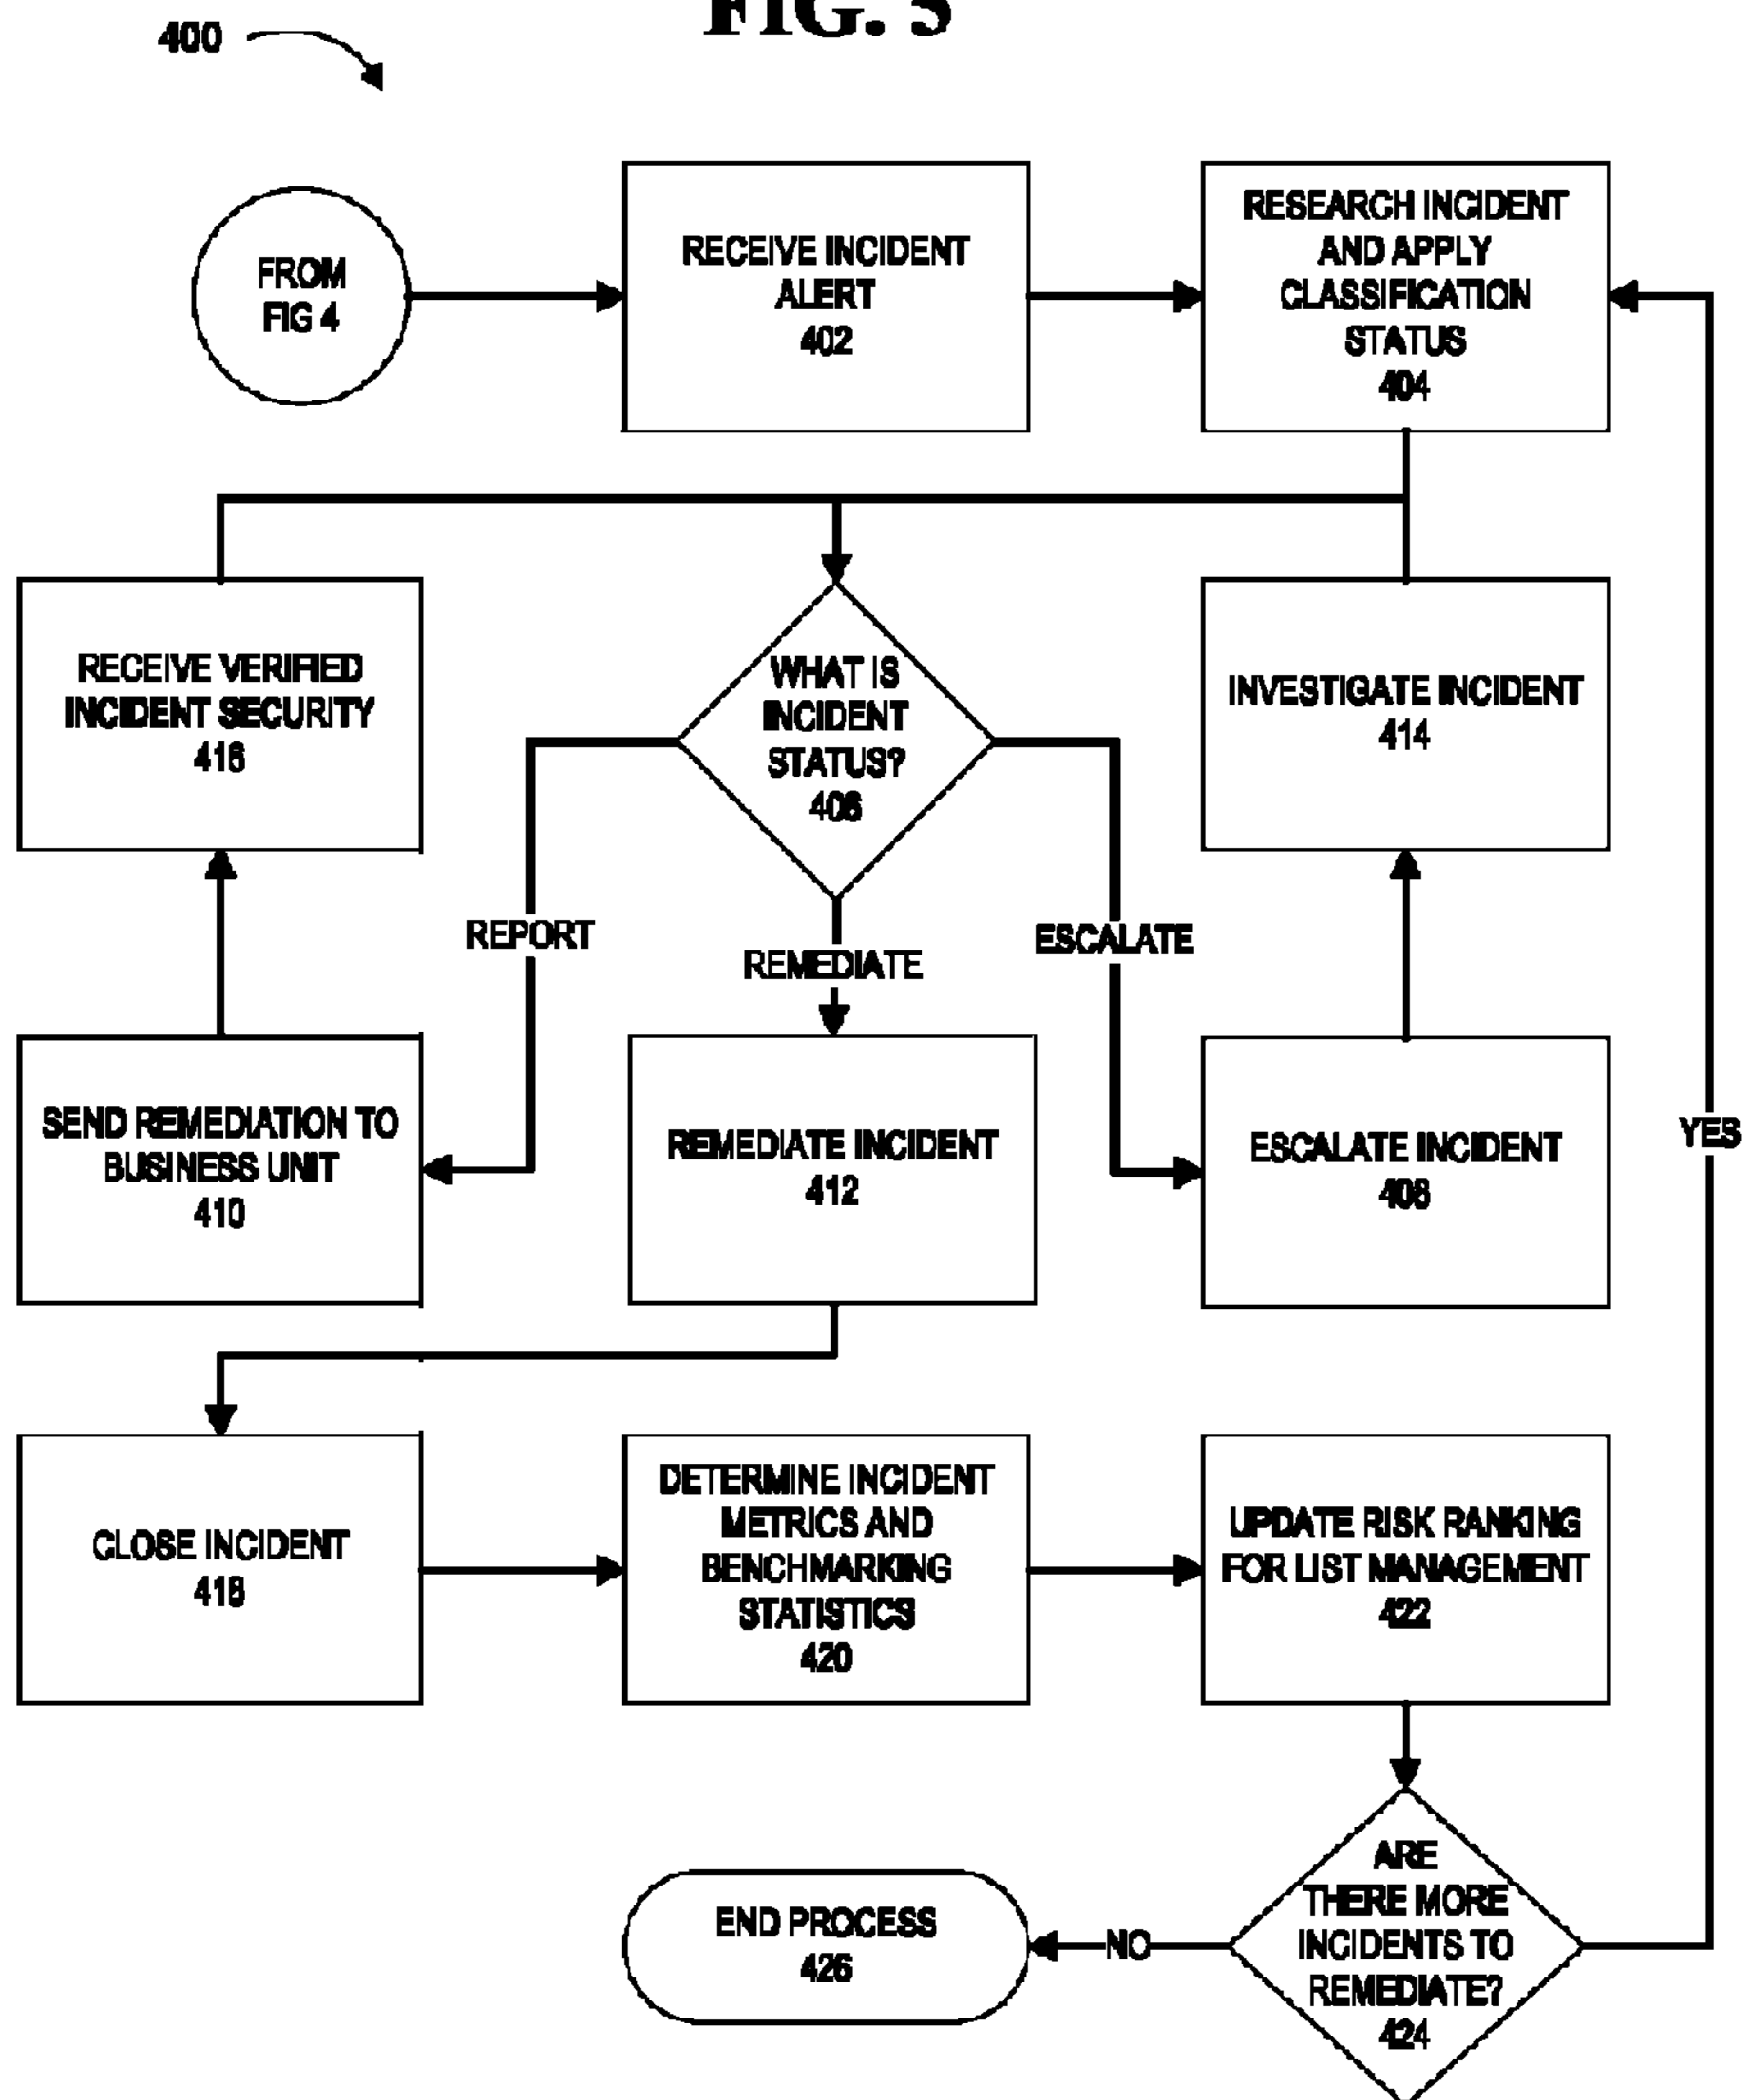 FIG. 5
400
FROM
FIG 4
RECEIVE INCIDENT
ALERT
402
RESEARCH INCIDENT
AND APPLY
CLASSIFICATION
STATUS
404
RECEIVE VERIFIED
INCIDENT SECURITY
416
WHAT IS
INCIDENT
STATUS?
406
INVESTIGATE INCIDENT
414
REPORT
REMEDIATE
ESCALATE
SEND REMEDIATION TO
BUSINESS UNIT
410
REMEDIATE INCIDENT
412
ESCALATE INCIDENT
408
YES
CLOSE INCIDENT
418
DETERMINE INCIDENT
METRICS AND
BENCHMARKING
STATISTICS
420
UPDATE RISK RANKING
FOR LIST MANAGEMENT
422
END PROCESS
426
NO
ARE
THERE MORE
INCIDENTS TO
REMEDIATE?
424